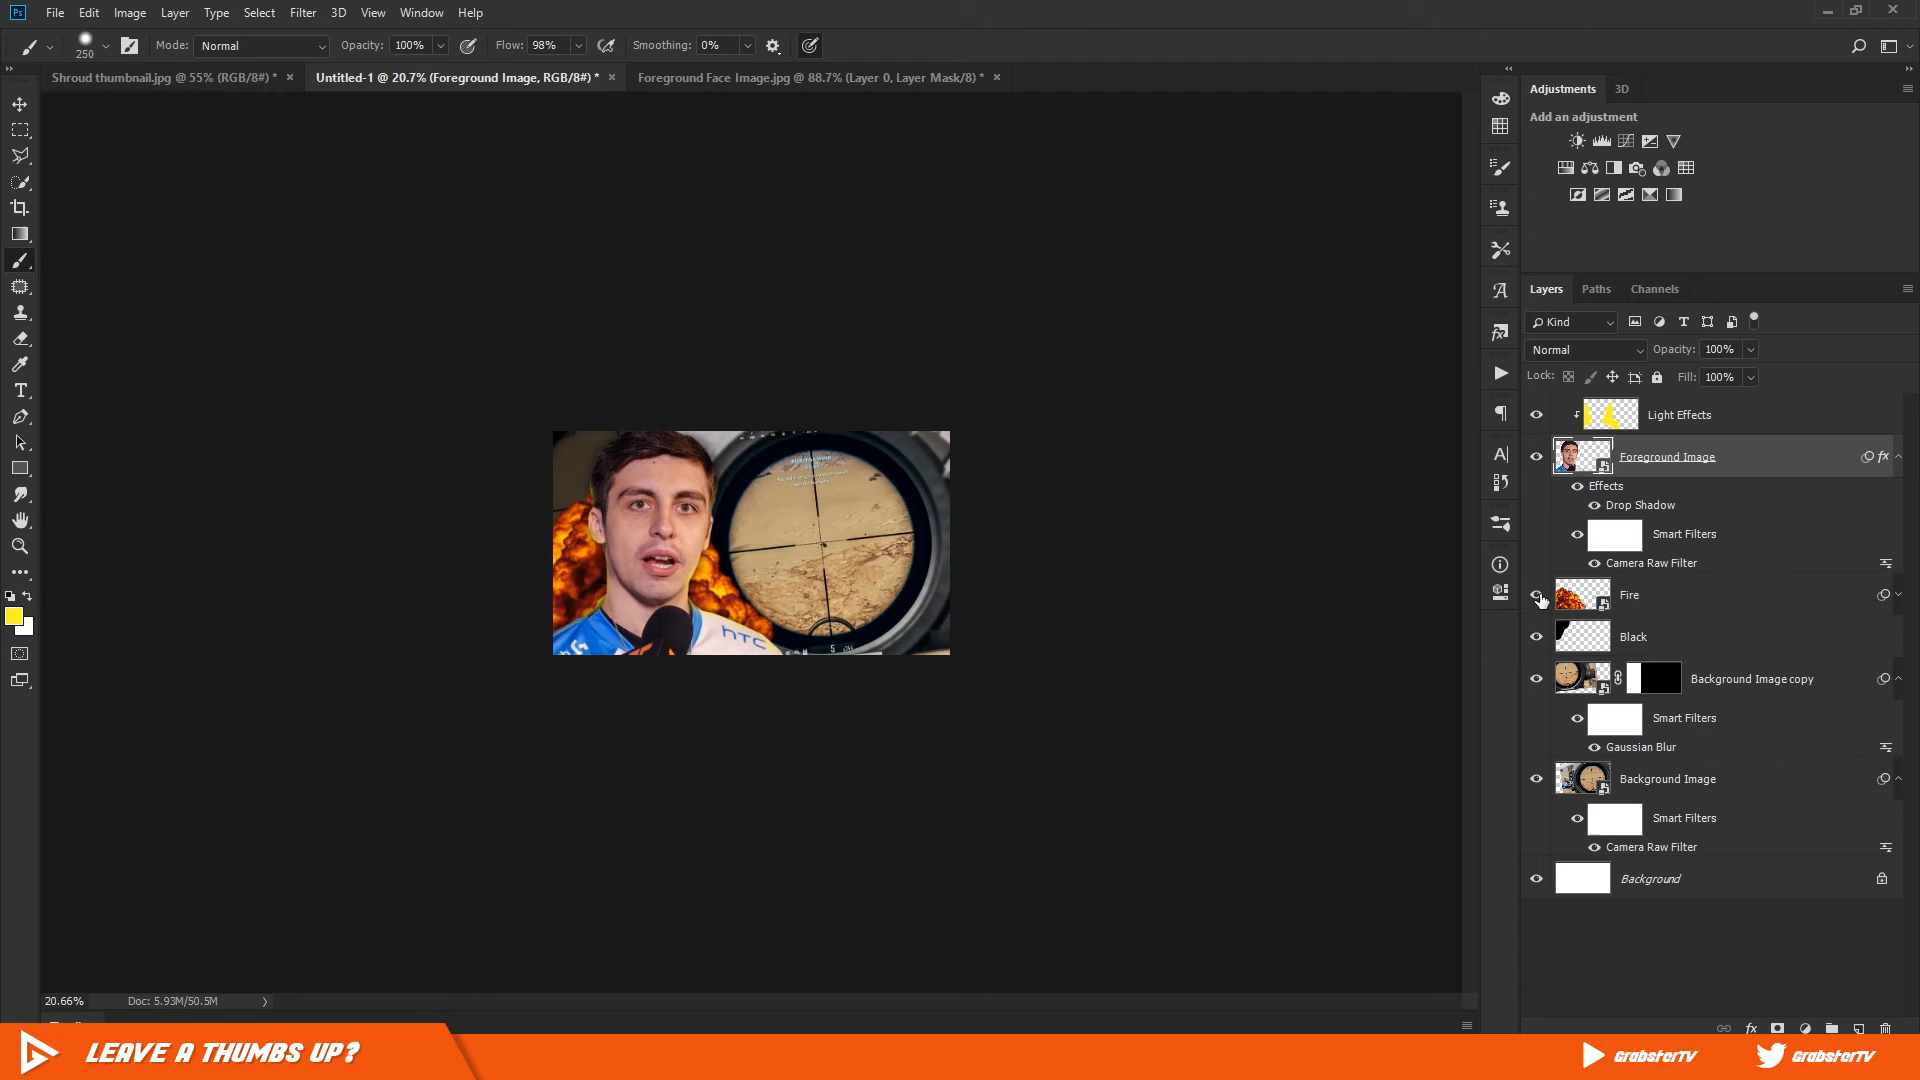 Ps File Edit Image Layer Type Select Filter 3D View Window Help
250 Mode: Normal Opacity: 100% Flow: 98% Smoothing: 0%
Shroud thumbnail.jpg @ 55% (RGB/8#) * × Untitled-1 @ 20.7% (Foreground Image, RGB/8#) * × Foreground Face Image.jpg @ 88.7% (Layer 0, Layer Mask/8) * ×
Adjustments 3D
Add an adjustment
Layers Paths Channels
Kind
Normal Opacity: 100%
Lock: Fill: 100%
Light Effects
Foreground Image fx
Effects
Drop Shadow
Smart Filters
Camera Raw Filter
Fire
Black
Background Image copy
Smart Filters
Gaussian Blur
Background Image
Smart Filters
Camera Raw Filter
Background
htc
5
20.66% Doc: 5.93M/50.5M
LEAVE A THUMBS UP?
GrabsterTV GrabsterTV